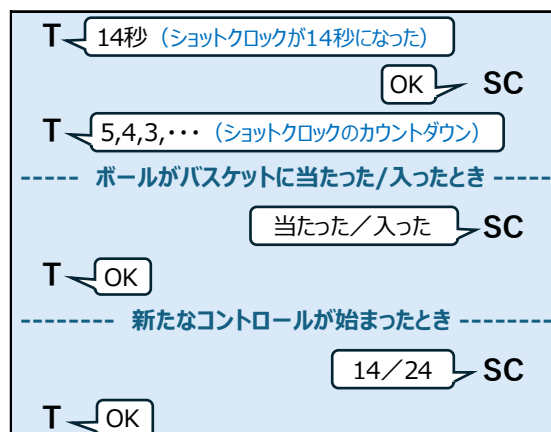 T 14秒（ショットクロックが14秒になった）
OK SC
T 5,4,3,･･･（ショットクロックのカウントダウン）
----- ボールがバスケットに当たった/入ったとき -----
当たった／入った SC
T OK
-------- 新たなコントロールが始まったとき --------
14／24 SC
T OK